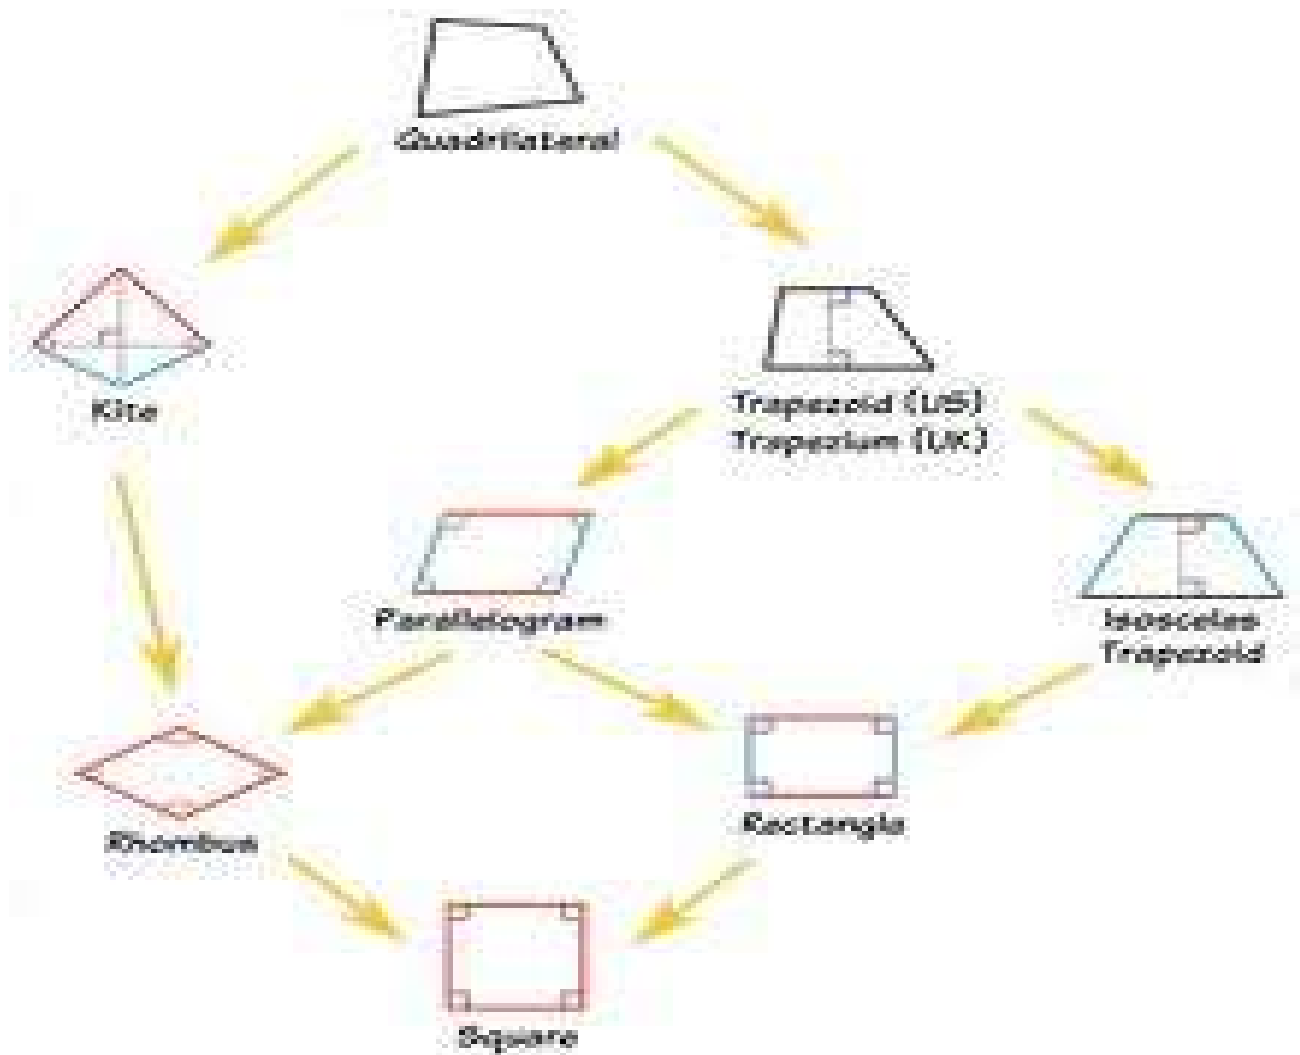 Quadrilateral
Kite
Trapezoid (US)
Trapezium (UK)
Parallelogram
Isosceles
Trapezoid
Rhombus
Rectangle
Square